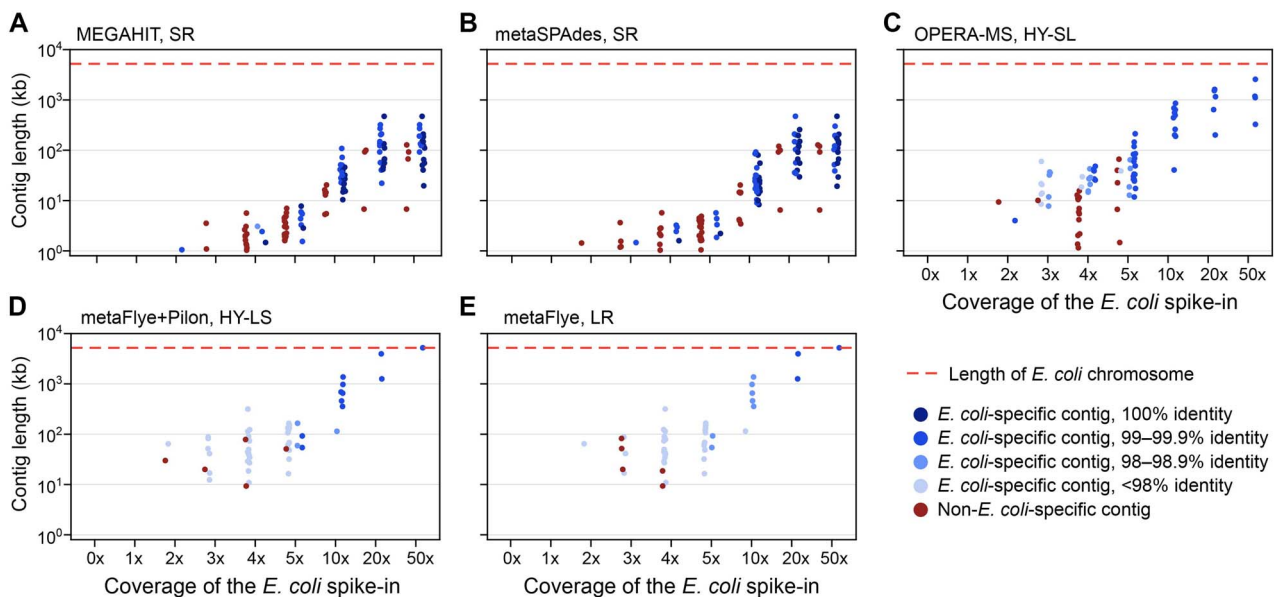 A
MEGAHIT, SR
B
metaSPAdes, SR
C
OPERA-MS, HY-SL
Contig length (kb)
10⁴
10³
10²
10¹
10⁰
0x 1x 2x 3x 4x 5x 10x 20x 50x
Coverage of the E. coli spike-in
D
metaFlye+Pilon, HY-LS
E
metaFlye, LR
Contig length (kb)
10⁴
10³
10²
10¹
10⁰
0x 1x 2x 3x 4x 5x 10x 20x 50x
Coverage of the E. coli spike-in
0x 1x 2x 3x 4x 5x 10x 20x 50x
Coverage of the E. coli spike-in
Length of E. coli chromosome
E. coli-specific contig, 100% identity
E. coli-specific contig, 99–99.9% identity
E. coli-specific contig, 98–98.9% identity
E. coli-specific contig, <98% identity
Non-E. coli-specific contig